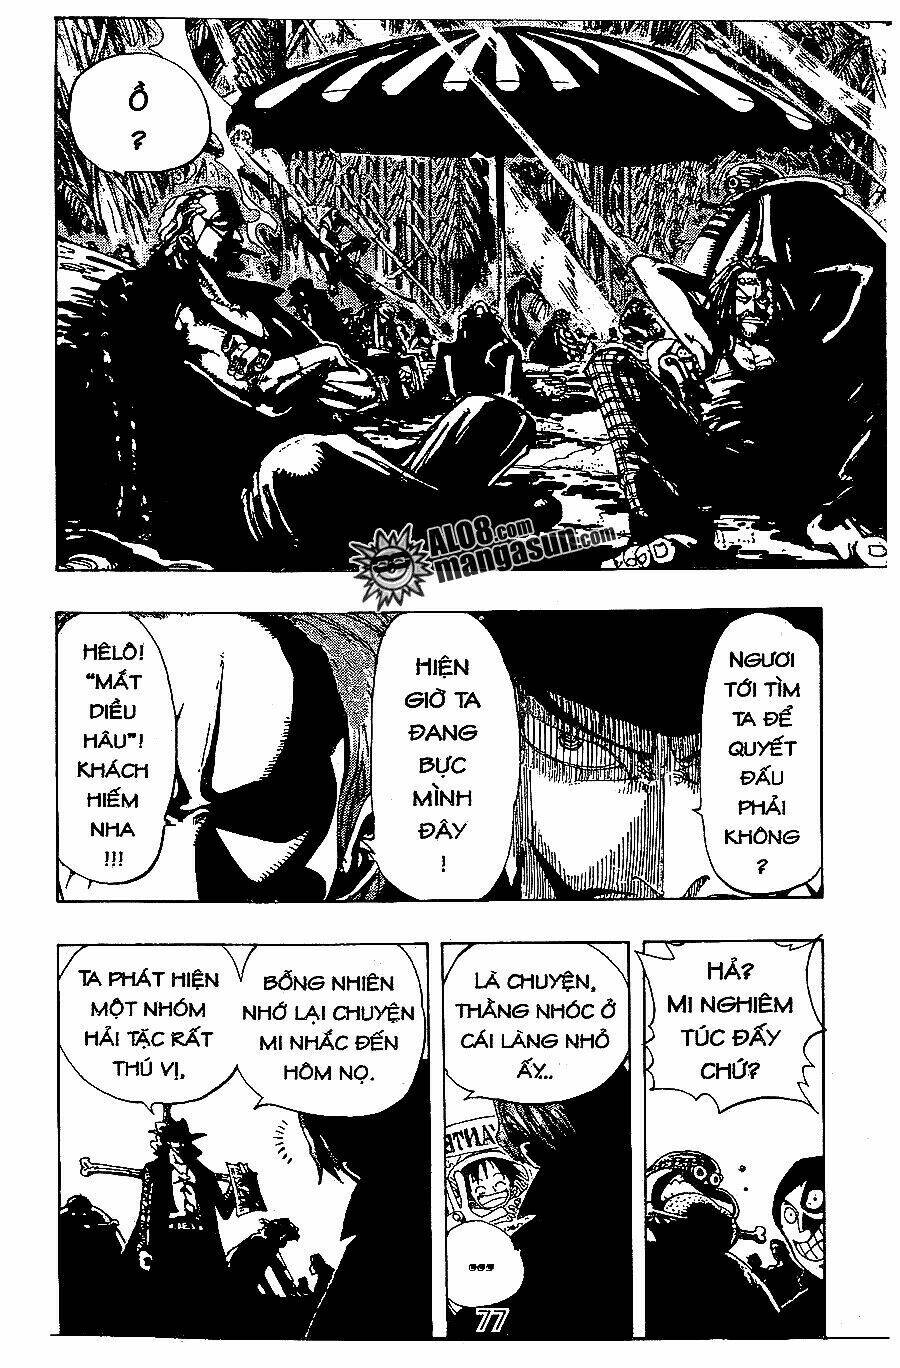 Ồ
?
AL08.com
mangasun.com
HÊLÔ!
"MẮT
DIỀU
HÂU"!
KHÁCH
HIẾM
NHA
!!!
HIỆN
GIỜ TA
ĐANG
BỰC
MÌNH
ĐÂY
!
NGƯƠI
TỚI TÌM
TA ĐỂ
QUYẾT
ĐẤU
PHẢI
KHÔNG
?
TA PHÁT HIỆN
MỘT NHÓM
HẢI TẶC RẤT
THÚ VỊ.
BỖNG NHIÊN
NHỚ LẠI CHUYỆN
MI NHẮC ĐẾN
HÔM NỌ.
LÀ CHUYỆN,
THẰNG NHÓC Ở
CÁI LÀNG NHỎ
ẤY...
WANTE
...
HẢ?
MI NGHIÊM
TÚC ĐẤY
CHỨ?
77